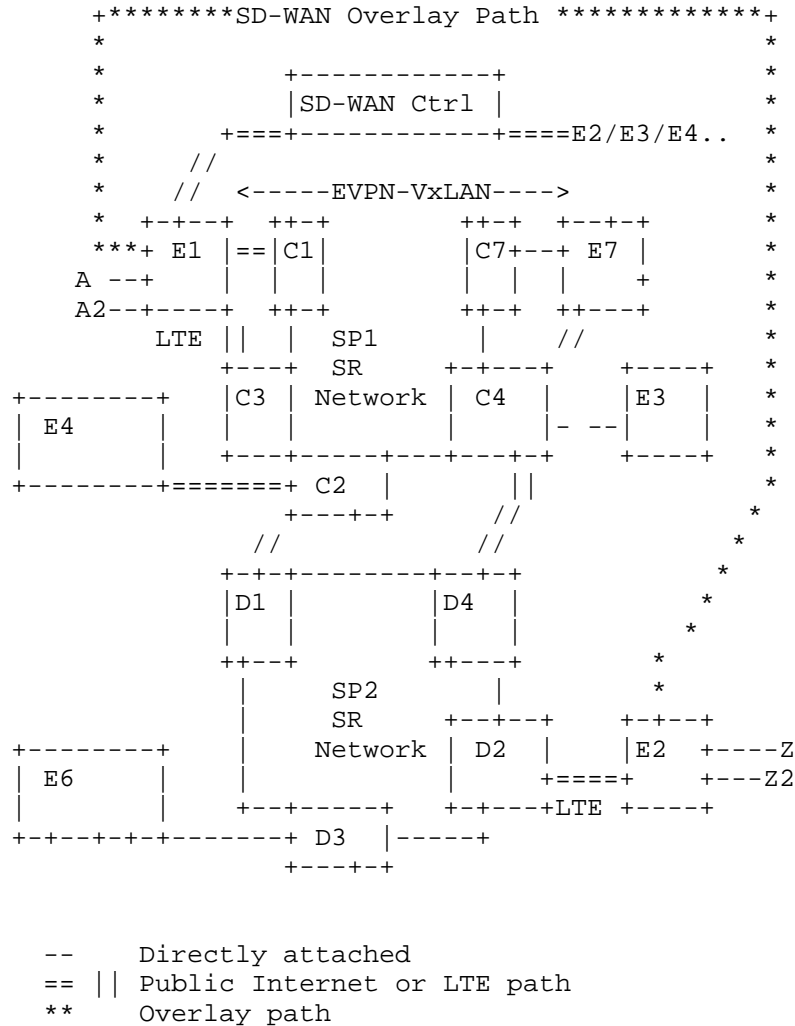 +********SD-WAN Overlay Path *************+
SD-WAN Ctrl
E2/E3/E4..
<-----EVPN-VxLAN---->
E1 C1 C7 E7
A
A2
LTE SP1
SR
C3 Network C4 E3
E4
C2
D1 D4
SP2
SR
Network D2 E2 Z
E6 Z2
LTE
D3
-- Directly attached
== || Public Internet or LTE path
** Overlay path